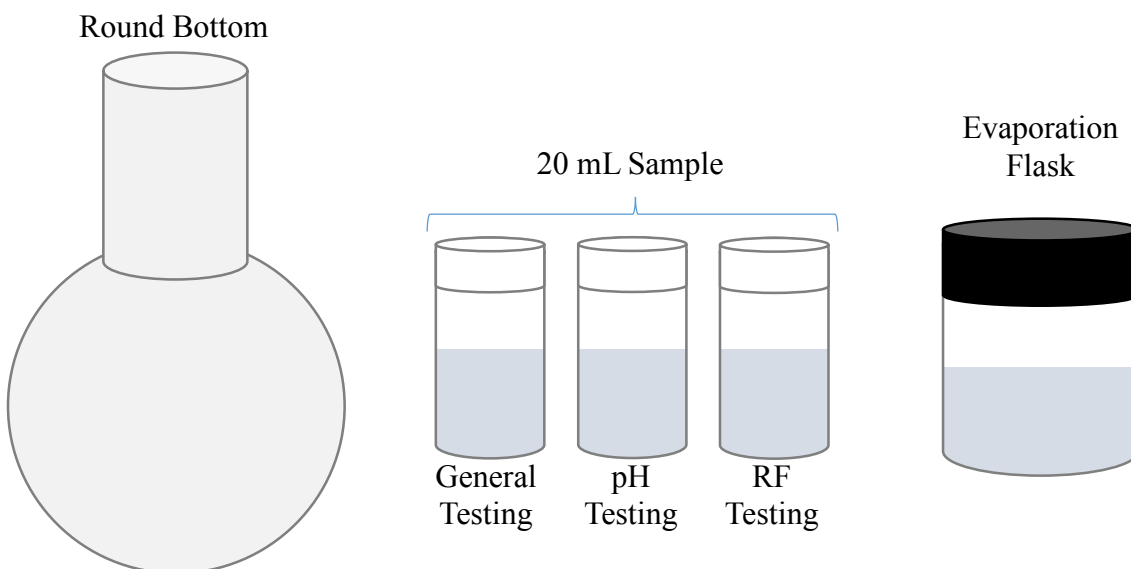 Round Bottom
20 mL Sample
Evaporation
Flask
General
Testing
pH
Testing
RF
Testing